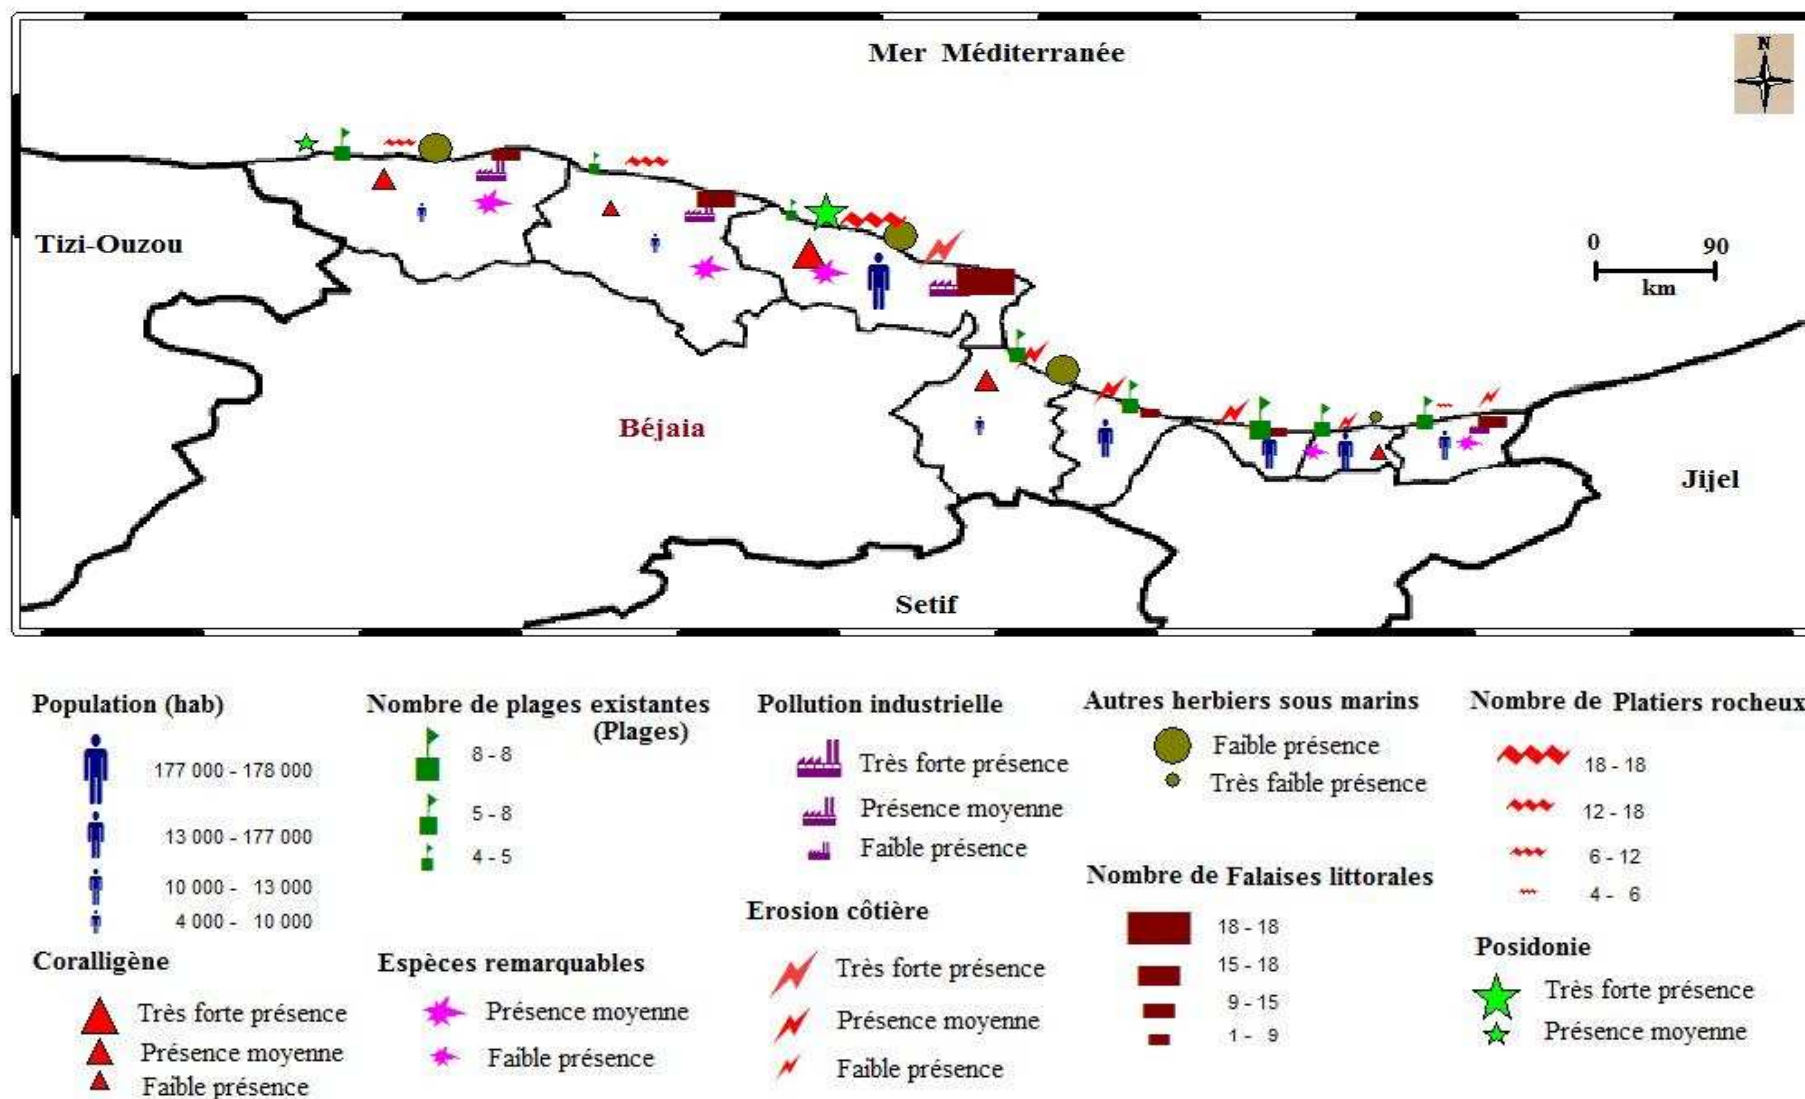 Mer Méditerranée
N
Tizi-Ouzou
0 90
km
Béjaia
Jijel
Setif
Population (hab)
177 000 - 178 000
13 000 - 177 000
10 000 - 13 000
4 000 - 10 000
Nombre de plages existantes
(Plages)
8 - 8
5 - 8
4 - 5
Pollution industrielle
Très forte présence
Présence moyenne
Faible présence
Autres herbiers sous marins
Faible présence
Très faible présence
Nombre de Platiers rocheux
18 - 18
12 - 18
6 - 12
4 - 6
Coralligène
Très forte présence
Présence moyenne
Faible présence
Espèces remarquables
Présence moyenne
Faible présence
Erosion côtière
Très forte présence
Présence moyenne
Faible présence
Nombre de Falaises littorales
18 - 18
15 - 18
9 - 15
1 - 9
Posidonie
Très forte présence
Présence moyenne